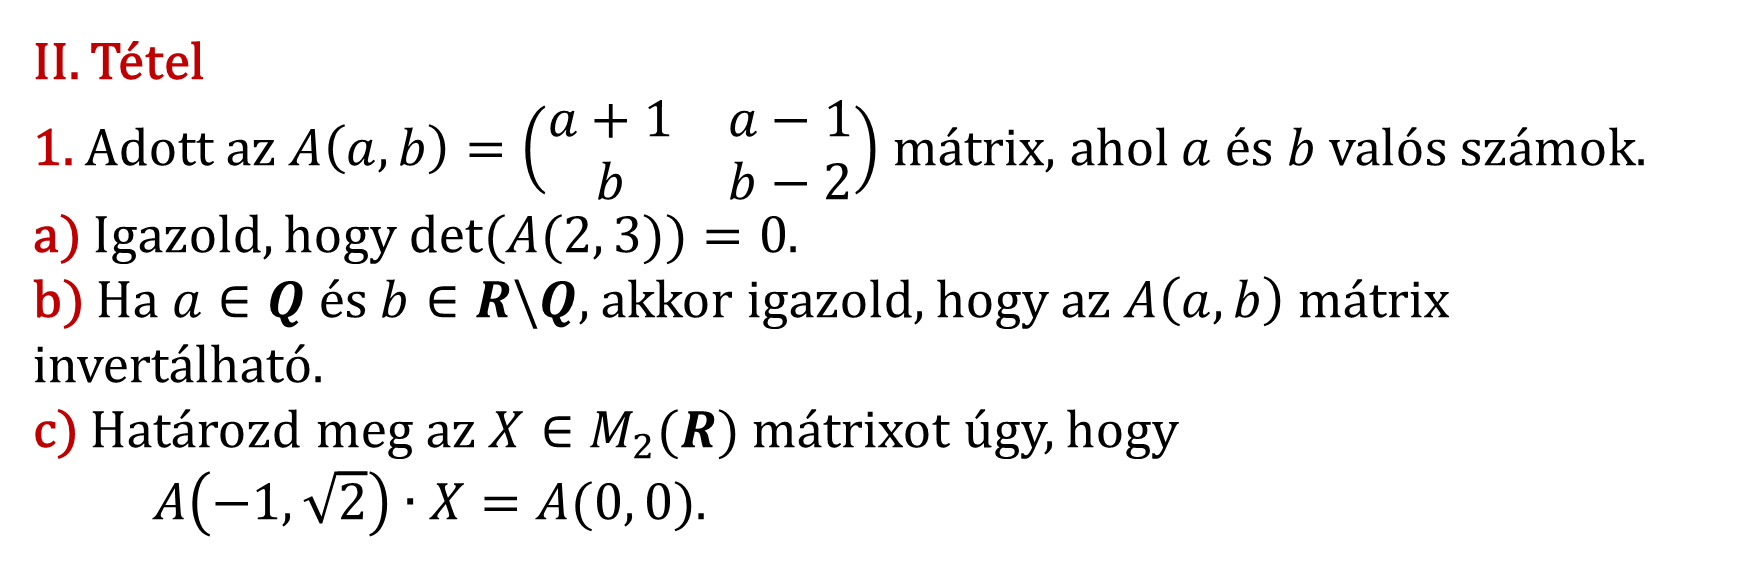 II. Tétel
1. Adott az A(a, b) = (a + 1  a − 1
b  b − 2) mátrix, ahol a és b valós számok.
a) Igazold, hogy det(A(2, 3)) = 0.
b) Ha a ∈ Q és b ∈ R\Q, akkor igazold, hogy az A(a, b) mátrix
invertálható.
c) Határozd meg az X ∈ M₂(R) mátrixot úgy, hogy
A(−1, √2) · X = A(0, 0).